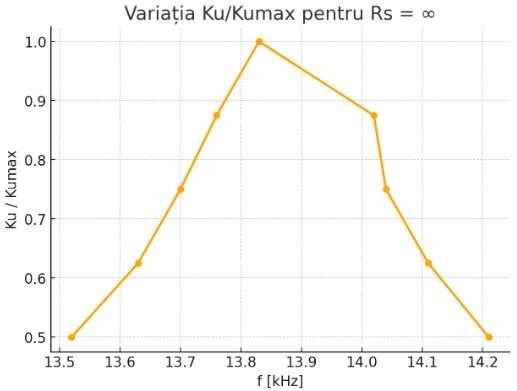 Variația Ku/Kumax pentru Rs = ∞
1.0
0.9
0.8
0.7
0.6
0.5
Ku / Kumax
13.5 13.6 13.7 13.8 13.9 14.0 14.1 14.2
f [kHz]